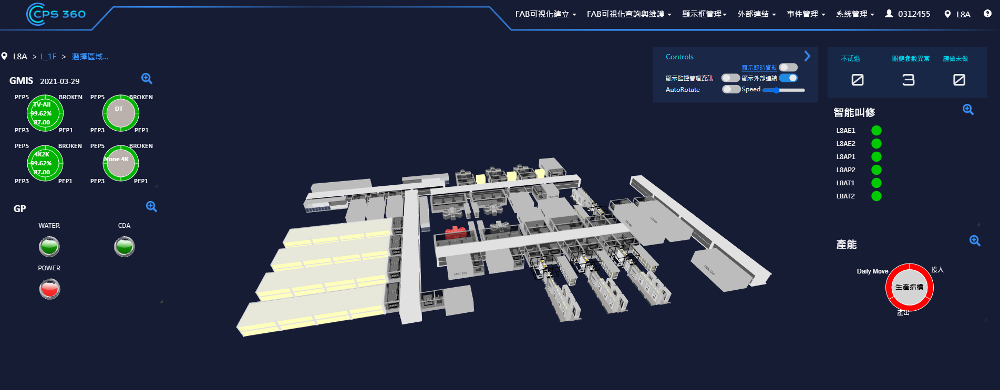 CPS 360
FAB可視化建立 FAB可視化查詢與維護 顯示框管理 外部連結 事件管理 系統管理 0312455 L8A ?
L8A > L_1F > 選擇區域...
GMIS 2021-03-29
PEP5 BROKEN PEP5 BROKEN
TV-All
99.62%
87.00
DT
PEP3 PEP1 PEP3 PEP1
PEP5 BROKEN PEP5 BROKEN
4K2K
99.62%
87.00
None 4K
PEP3 PEP1 PEP3 PEP1
GP
WATER CDA
POWER
Controls
顯示即時資料
顯示監控管理資訊 顯示外部連結
AutoRotate Speed
MOI 100
UPK 100
不貳過 關鍵參數異常 應做未做
0 3 0
智能叫修
L8AE1
L8AE2
L8AP1
L8AP2
L8AT1
L8AT2
產能
Daily Move 投入
生產指標
產出